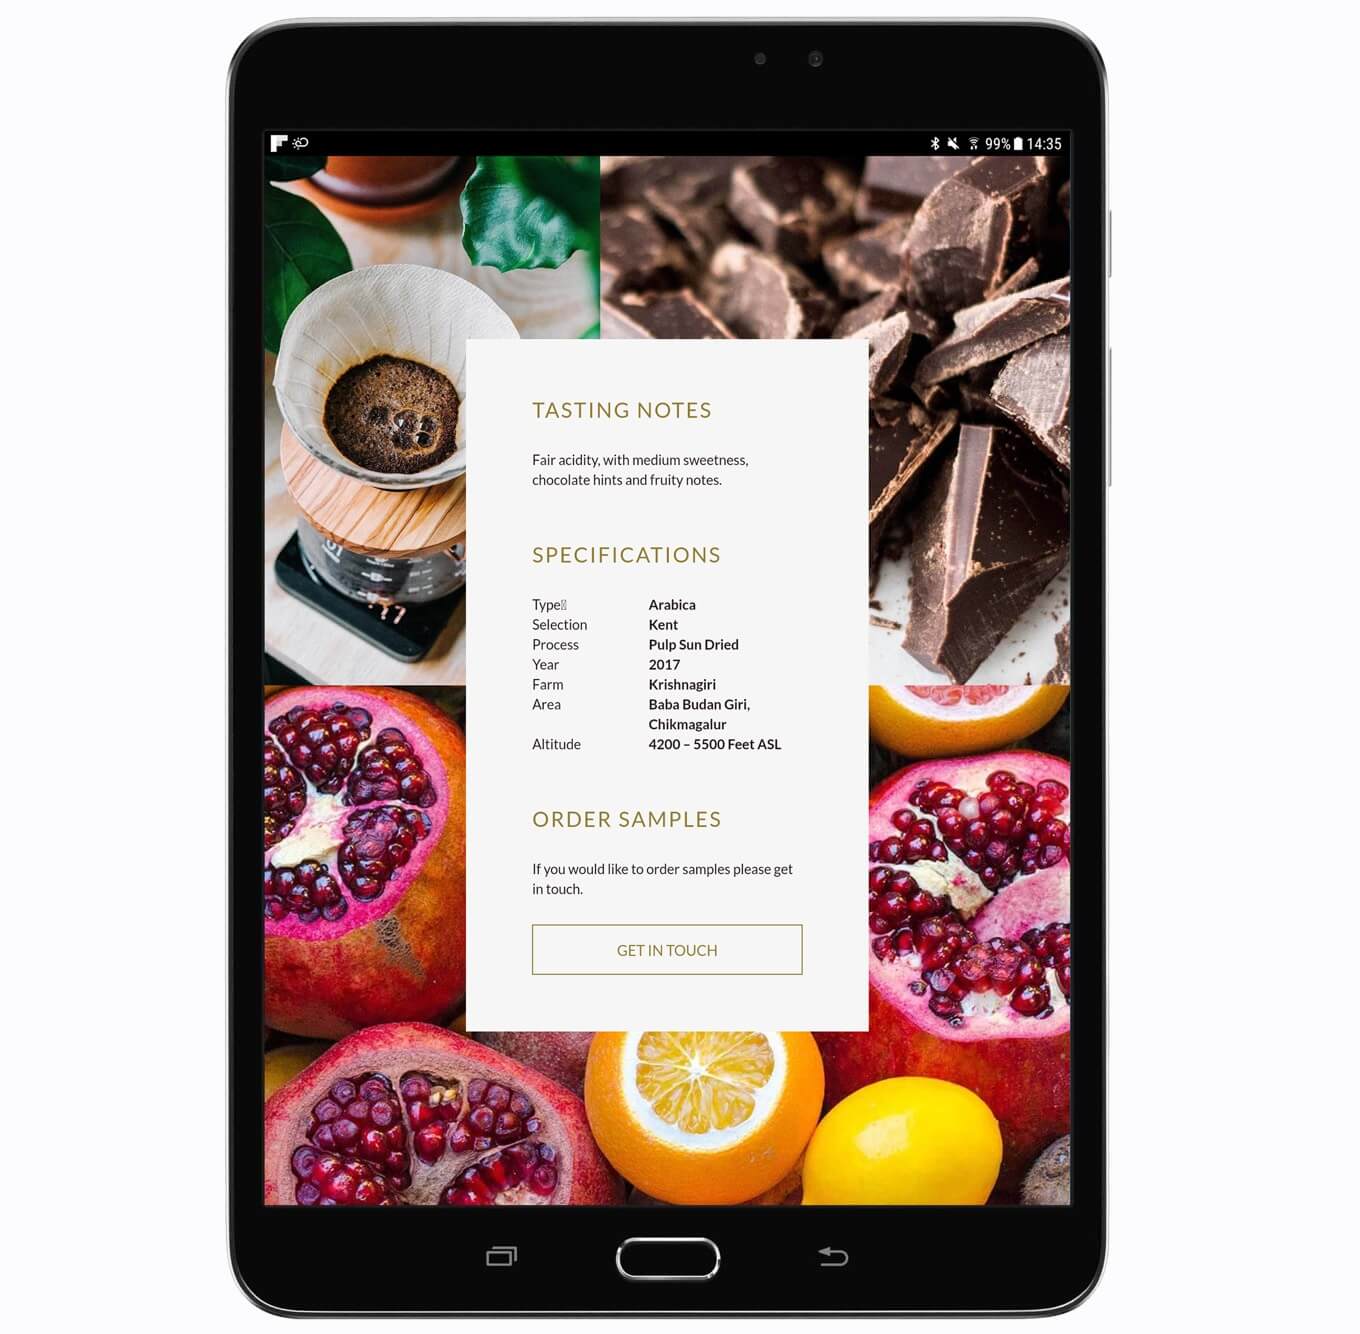 99% 14:35
TASTING NOTES
Fair acidity, with medium sweetness,
chocolate hints and fruity notes.
SPECIFICATIONS
Type Arabica
Selection Kent
Process Pulp Sun Dried
Year 2017
Farm Krishnagiri
Area Baba Budan Giri,
Chikmagalur
Altitude 4200 – 5500 Feet ASL
ORDER SAMPLES
If you would like to order samples please get
in touch.
GET IN TOUCH